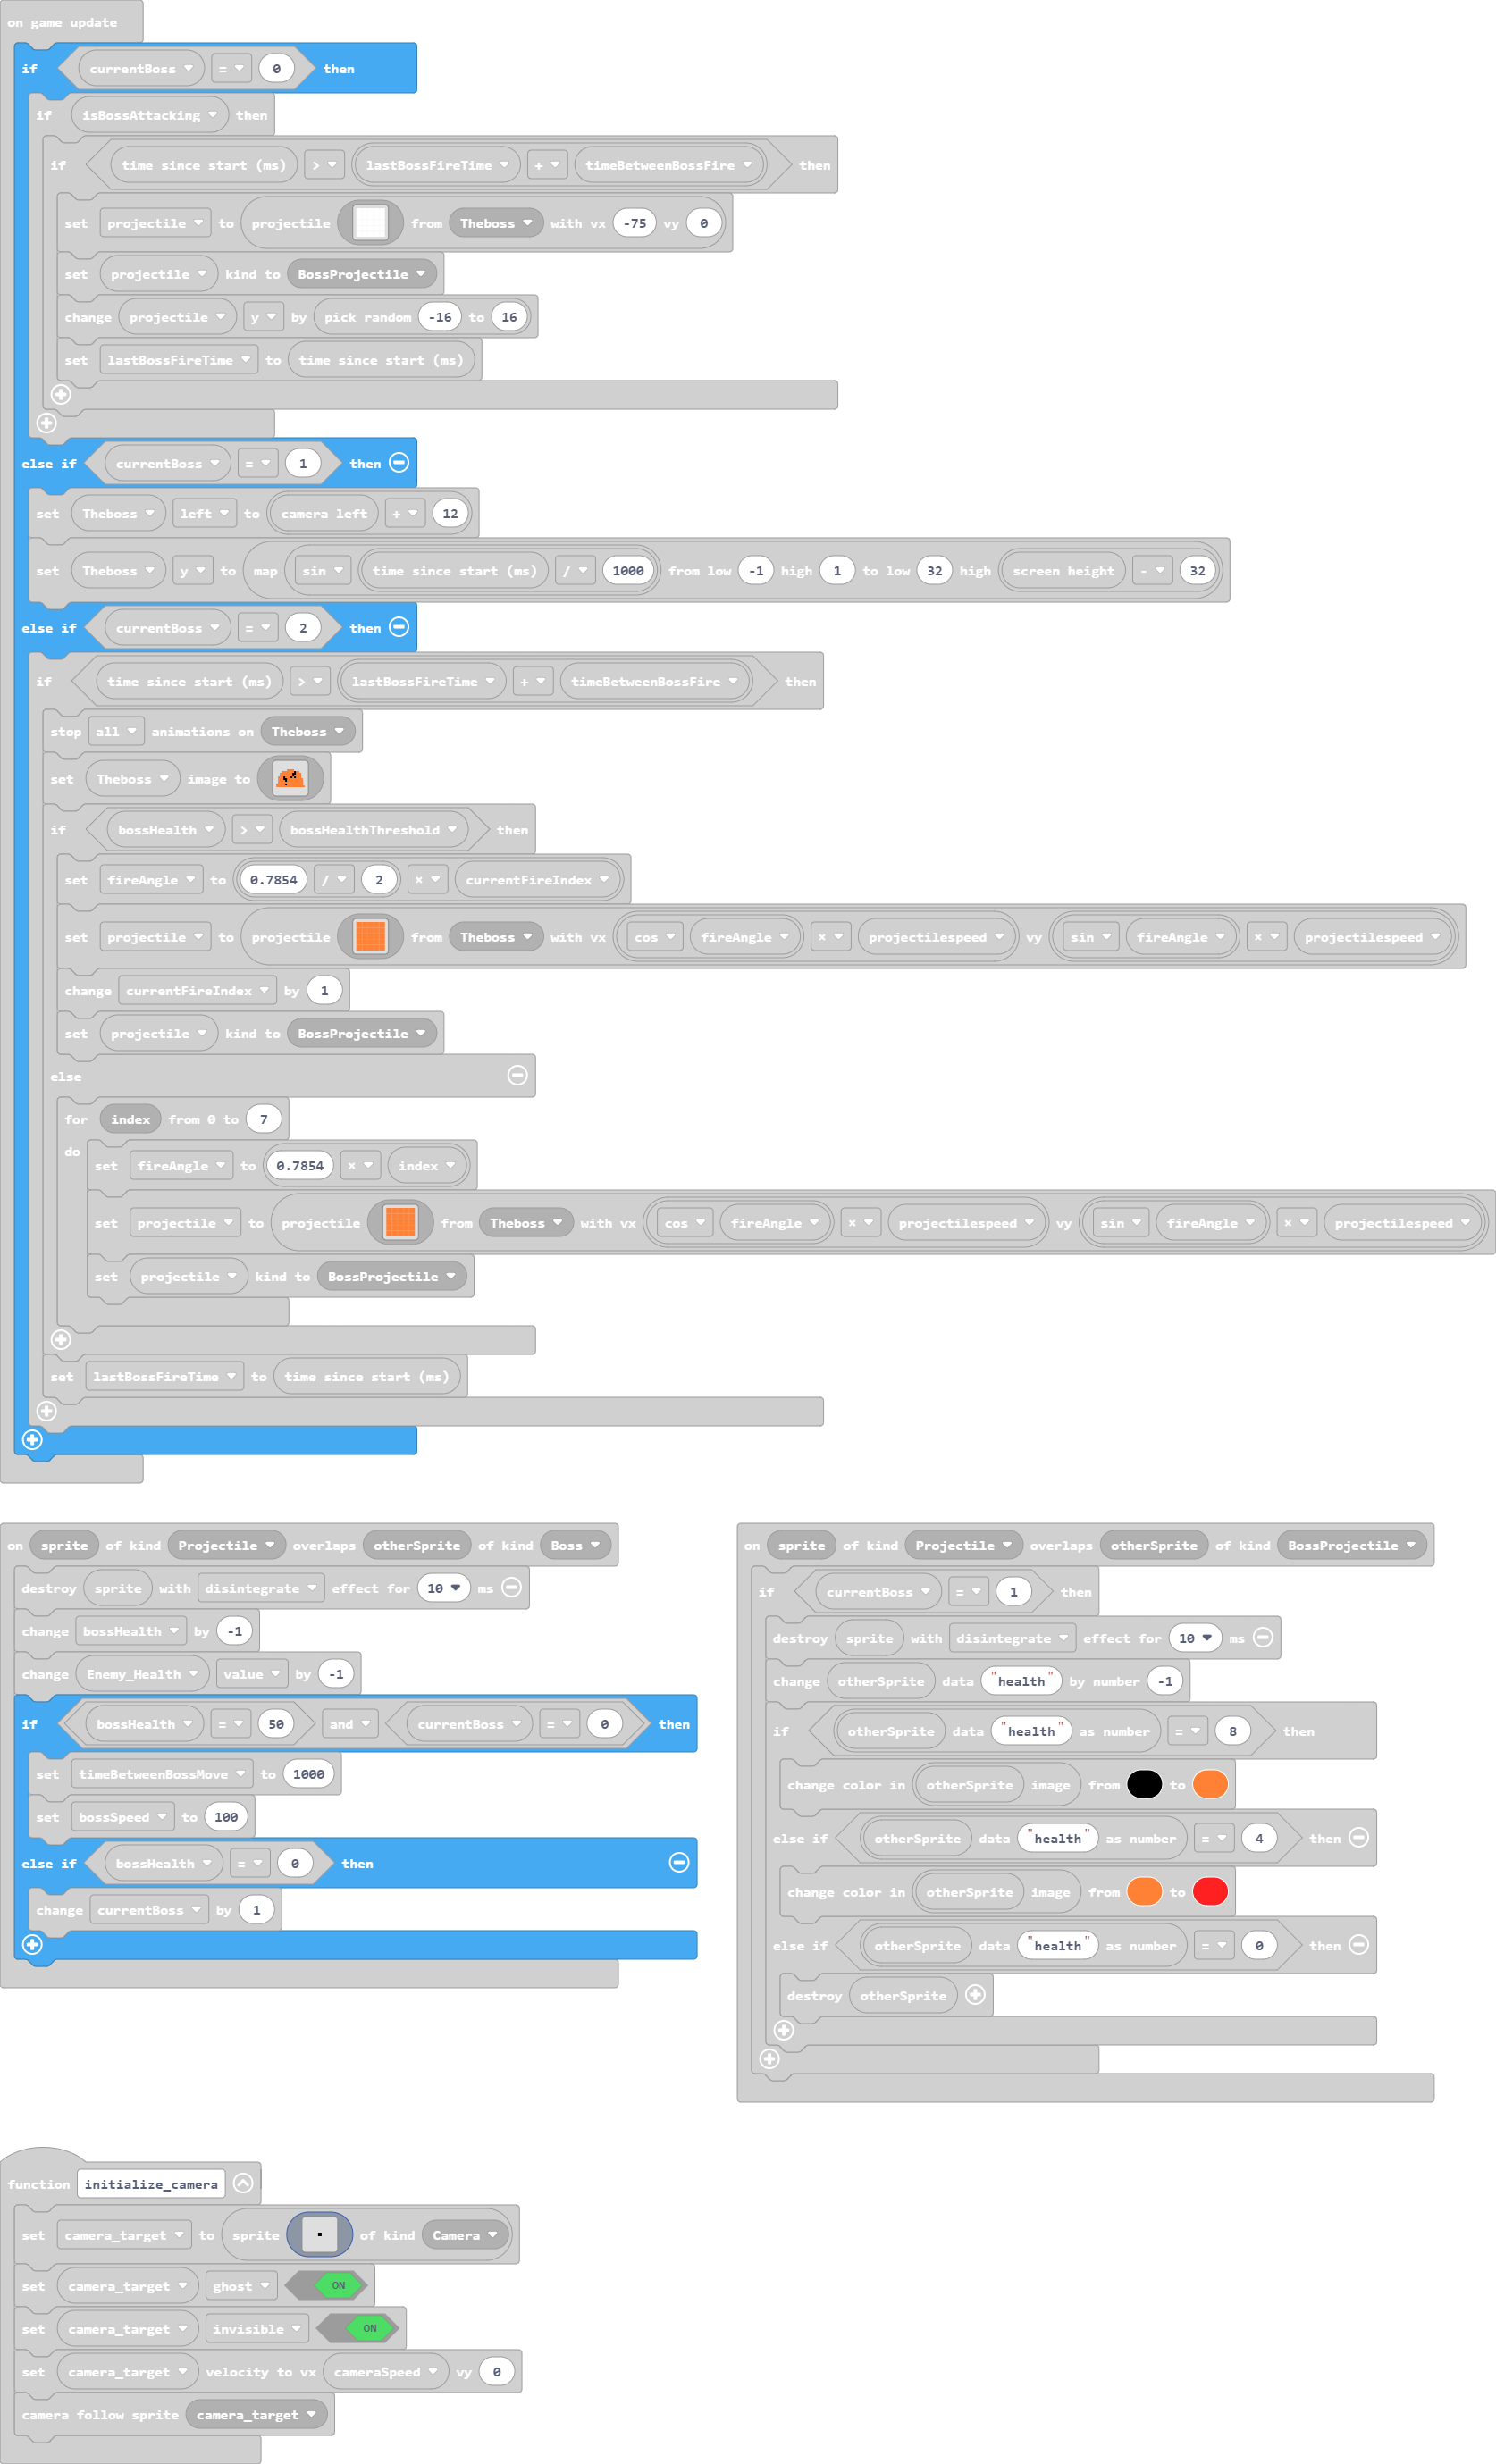 on game update
if currentBoss = 0 then
if isBossAttacking then
if time since start (ms) > lastBossFireTime + timeBetweenBossFire then
set projectile to projectile from Theboss with vx -75 vy 0
set projectile kind to BossProjectile
change projectile y by pick random -16 to 16
set lastBossFireTime to time since start (ms)
else if currentBoss = 1 then
set Theboss left to camera left + 12
set Theboss y to map sin time since start (ms) / 1000 from low -1 high 1 to low 32 high screen height - 32
else if currentBoss = 2 then
if time since start (ms) > lastBossFireTime + timeBetweenBossFire then
stop all animations on Theboss
set Theboss image to
if bossHealth > bossHealthThreshold then
set fireAngle to 0.7854 / 2 × currentFireIndex
set projectile to projectile from Theboss with vx cos fireAngle × projectilespeed vy sin fireAngle × projectilespeed
change currentFireIndex by 1
set projectile kind to BossProjectile
else
for index from 0 to 7
do set fireAngle to 0.7854 × index
set projectile to projectile from Theboss with vx cos fireAngle × projectilespeed vy sin fireAngle × projectilespeed
set projectile kind to BossProjectile
set lastBossFireTime to time since start (ms)
on sprite of kind Projectile overlaps otherSprite of kind Boss
destroy sprite with disintegrate effect for 10 ms
change bossHealth by -1
change Enemy_Health value by -1
if bossHealth = 50 and currentBoss = 0 then
set timeBetweenBossMove to 1000
set bossSpeed to 100
else if bossHealth = 0 then
change currentBoss by 1
on sprite of kind Projectile overlaps otherSprite of kind BossProjectile
if currentBoss = 1 then
destroy sprite with disintegrate effect for 10 ms
change otherSprite data "health" by number -1
if otherSprite data "health" as number = 8 then
change color in otherSprite image from to
else if otherSprite data "health" as number = 4 then
change color in otherSprite image from to
else if otherSprite data "health" as number = 0 then
destroy otherSprite
function initialize_camera
set camera_target to sprite of kind Camera
set camera_target ghost ON
set camera_target invisible ON
set camera_target velocity to vx cameraSpeed vy 0
camera follow sprite camera_target